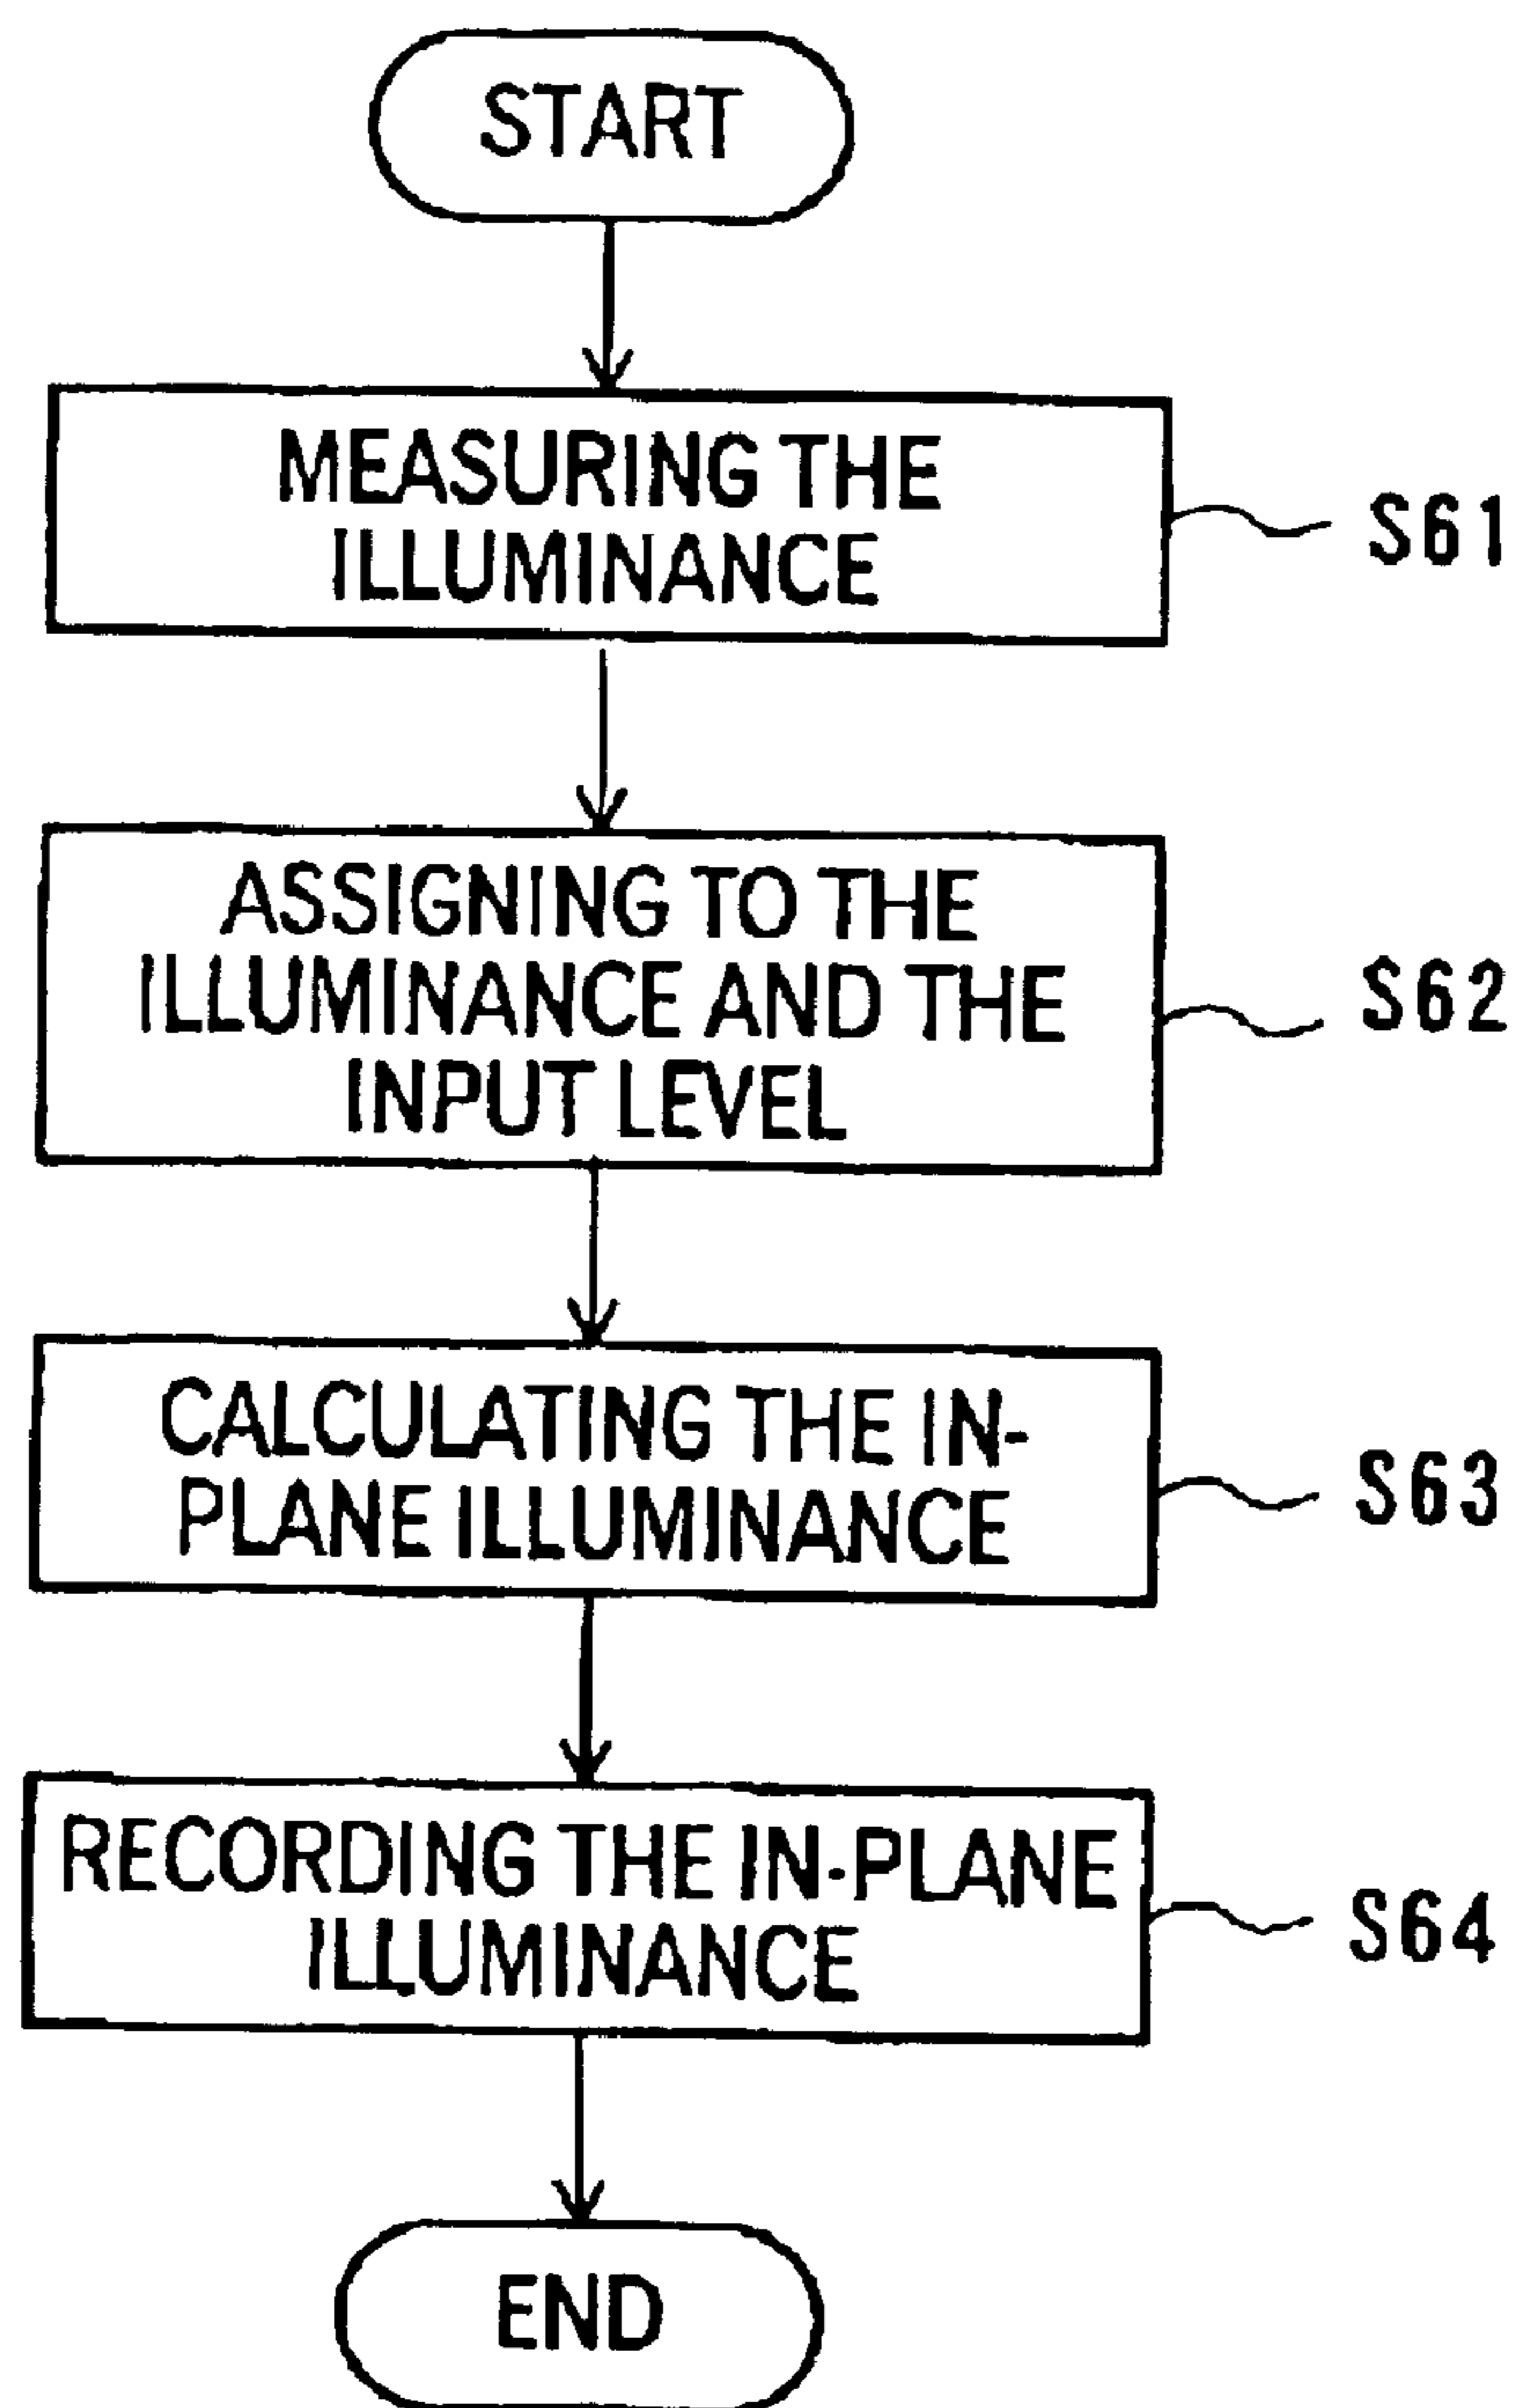 START
MEASURING THE
ILLUMINANCE
S61
ASSIGNING TO THE
ILLUMINANCE AND THE
INPUT LEVEL
S62
CALCULATING THE IN-
PLANE ILLUMINANCE
S63
RECORDING THE IN-PLANE
ILLUMINANCE
S64
END